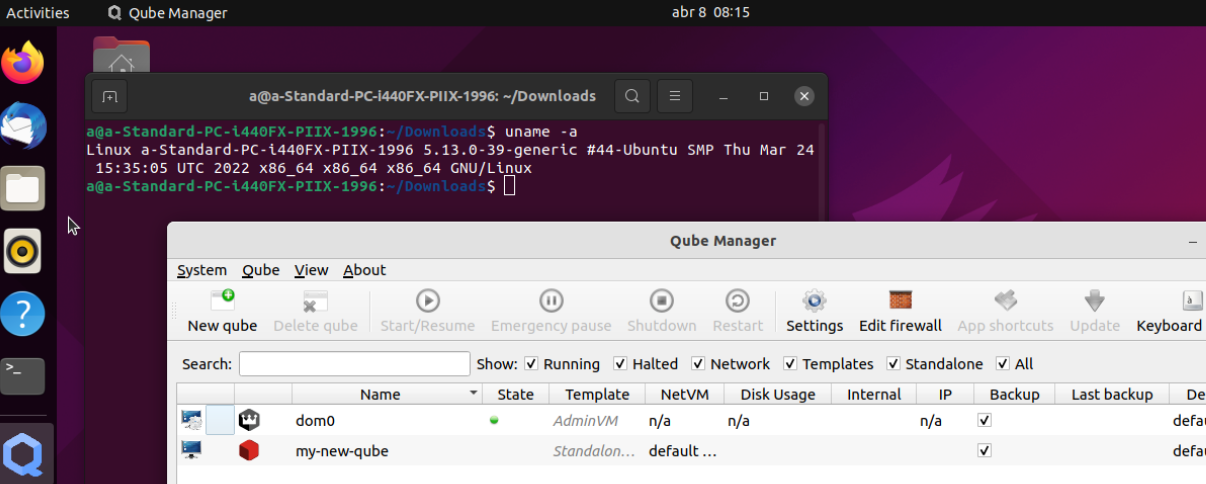 Activities Qube Manager abr 8 08:15
a@a-Standard-PC-i440FX-PIIX-1996: ~/Downloads
a@a-Standard-PC-i440FX-PIIX-1996:~/Downloads$ uname -a
Linux a-Standard-PC-i440FX-PIIX-1996 5.13.0-39-generic #44-Ubuntu SMP Thu Mar 24
15:35:05 UTC 2022 x86_64 x86_64 x86_64 GNU/Linux
a@a-Standard-PC-i440FX-PIIX-1996:~/Downloads$
Qube Manager
System Qube View About
New qube Delete qube Start/Resume Emergency pause Shutdown Restart Settings Edit firewall App shortcuts Update Keyboard
Search: Show: Running Halted Network Templates Standalone All
Name State Template NetVM Disk Usage Internal IP Backup Last backup De
dom0 AdminVM n/a n/a n/a defau
my-new-qube Standalon... default ... defau